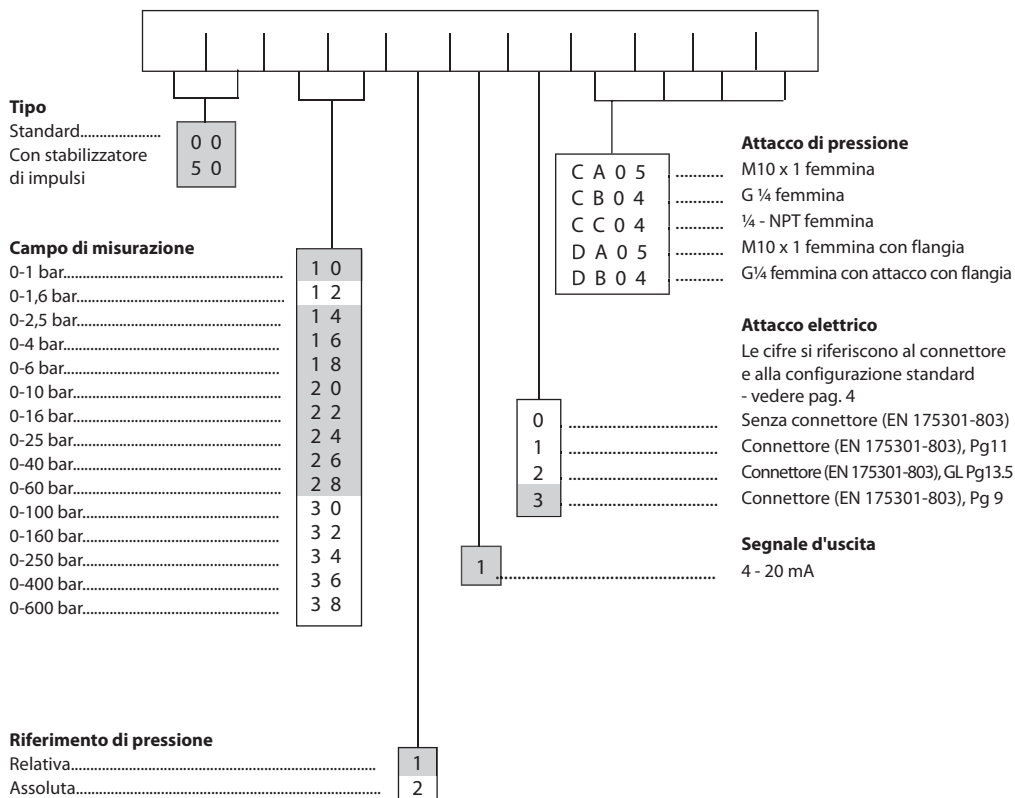 Tipo
Standard..................... 0 0
Con stabilizzatore
di impulsi 5 0
Campo di misurazione
0-1 bar......................................................... 1 0
0-1,6 bar...................................................... 1 2
0-2,5 bar...................................................... 1 4
0-4 bar......................................................... 1 6
0-6 bar......................................................... 1 8
0-10 bar....................................................... 2 0
0-16 bar....................................................... 2 2
0-25 bar....................................................... 2 4
0-40 bar....................................................... 2 6
0-60 bar....................................................... 2 8
0-100 bar..................................................... 3 0
0-160 bar..................................................... 3 2
0-250 bar..................................................... 3 4
0-400 bar..................................................... 3 6
0-600 bar..................................................... 3 8
Riferimento di pressione
Relativa.............................................................................. 1
Assoluta.............................................................................. 2
Attacco di pressione
C A 0 5 ............ M10 x 1 femmina
C B 0 4 ............ G ¼ femmina
C C 0 4 ............ ¼ - NPT femmina
D A 0 5 ............ M10 x 1 femmina con flangia
D B 0 4 ............ G¼ femmina con attacco con flangia
Attacco elettrico
Le cifre si riferiscono al connettore
e alla configurazione standard
- vedere pag. 4
0 ...................................... Senza connettore (EN 175301-803)
1 ...................................... Connettore (EN 175301-803), Pg11
2 ...................................... Connettore (EN 175301-803), GL Pg13.5
3 ...................................... Connettore (EN 175301-803), Pg 9
Segnale d'uscita
1 ...................................................... 4 - 20 mA